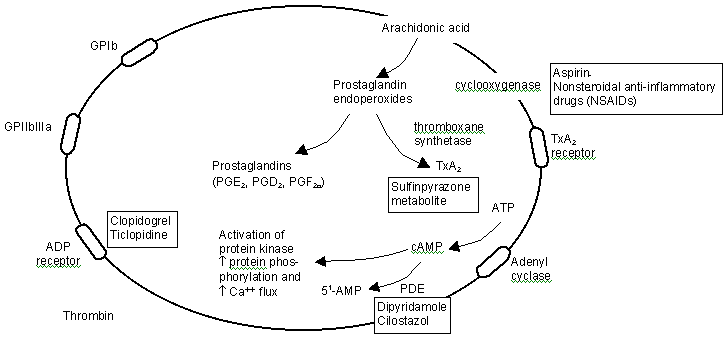 Arachidonic acid
GPIb
Prostaglandin
endoperoxides
cyclooxygenase
Aspirin.
Nonsteroidal anti-inflammatory
drugs (NSAIDs)
GPIIbIIIa
thromboxane
synthetase
TxA₂
receptor
Prostaglandins
(PGE₂, PGD₂, PGF₂ₐ)
TxA₂
Sulfinpyrazone
metabolite
Clopidogrel
Ticlopidine
ATP
ADP
receptor
Activation of
protein kinase
↑ protein phos-
phorylation and
↑ Ca⁺⁺ flux
cAMP
Adenyl
cyclase
5¹-AMP
PDE
Dipyridamole
Cilostazol
Thrombin